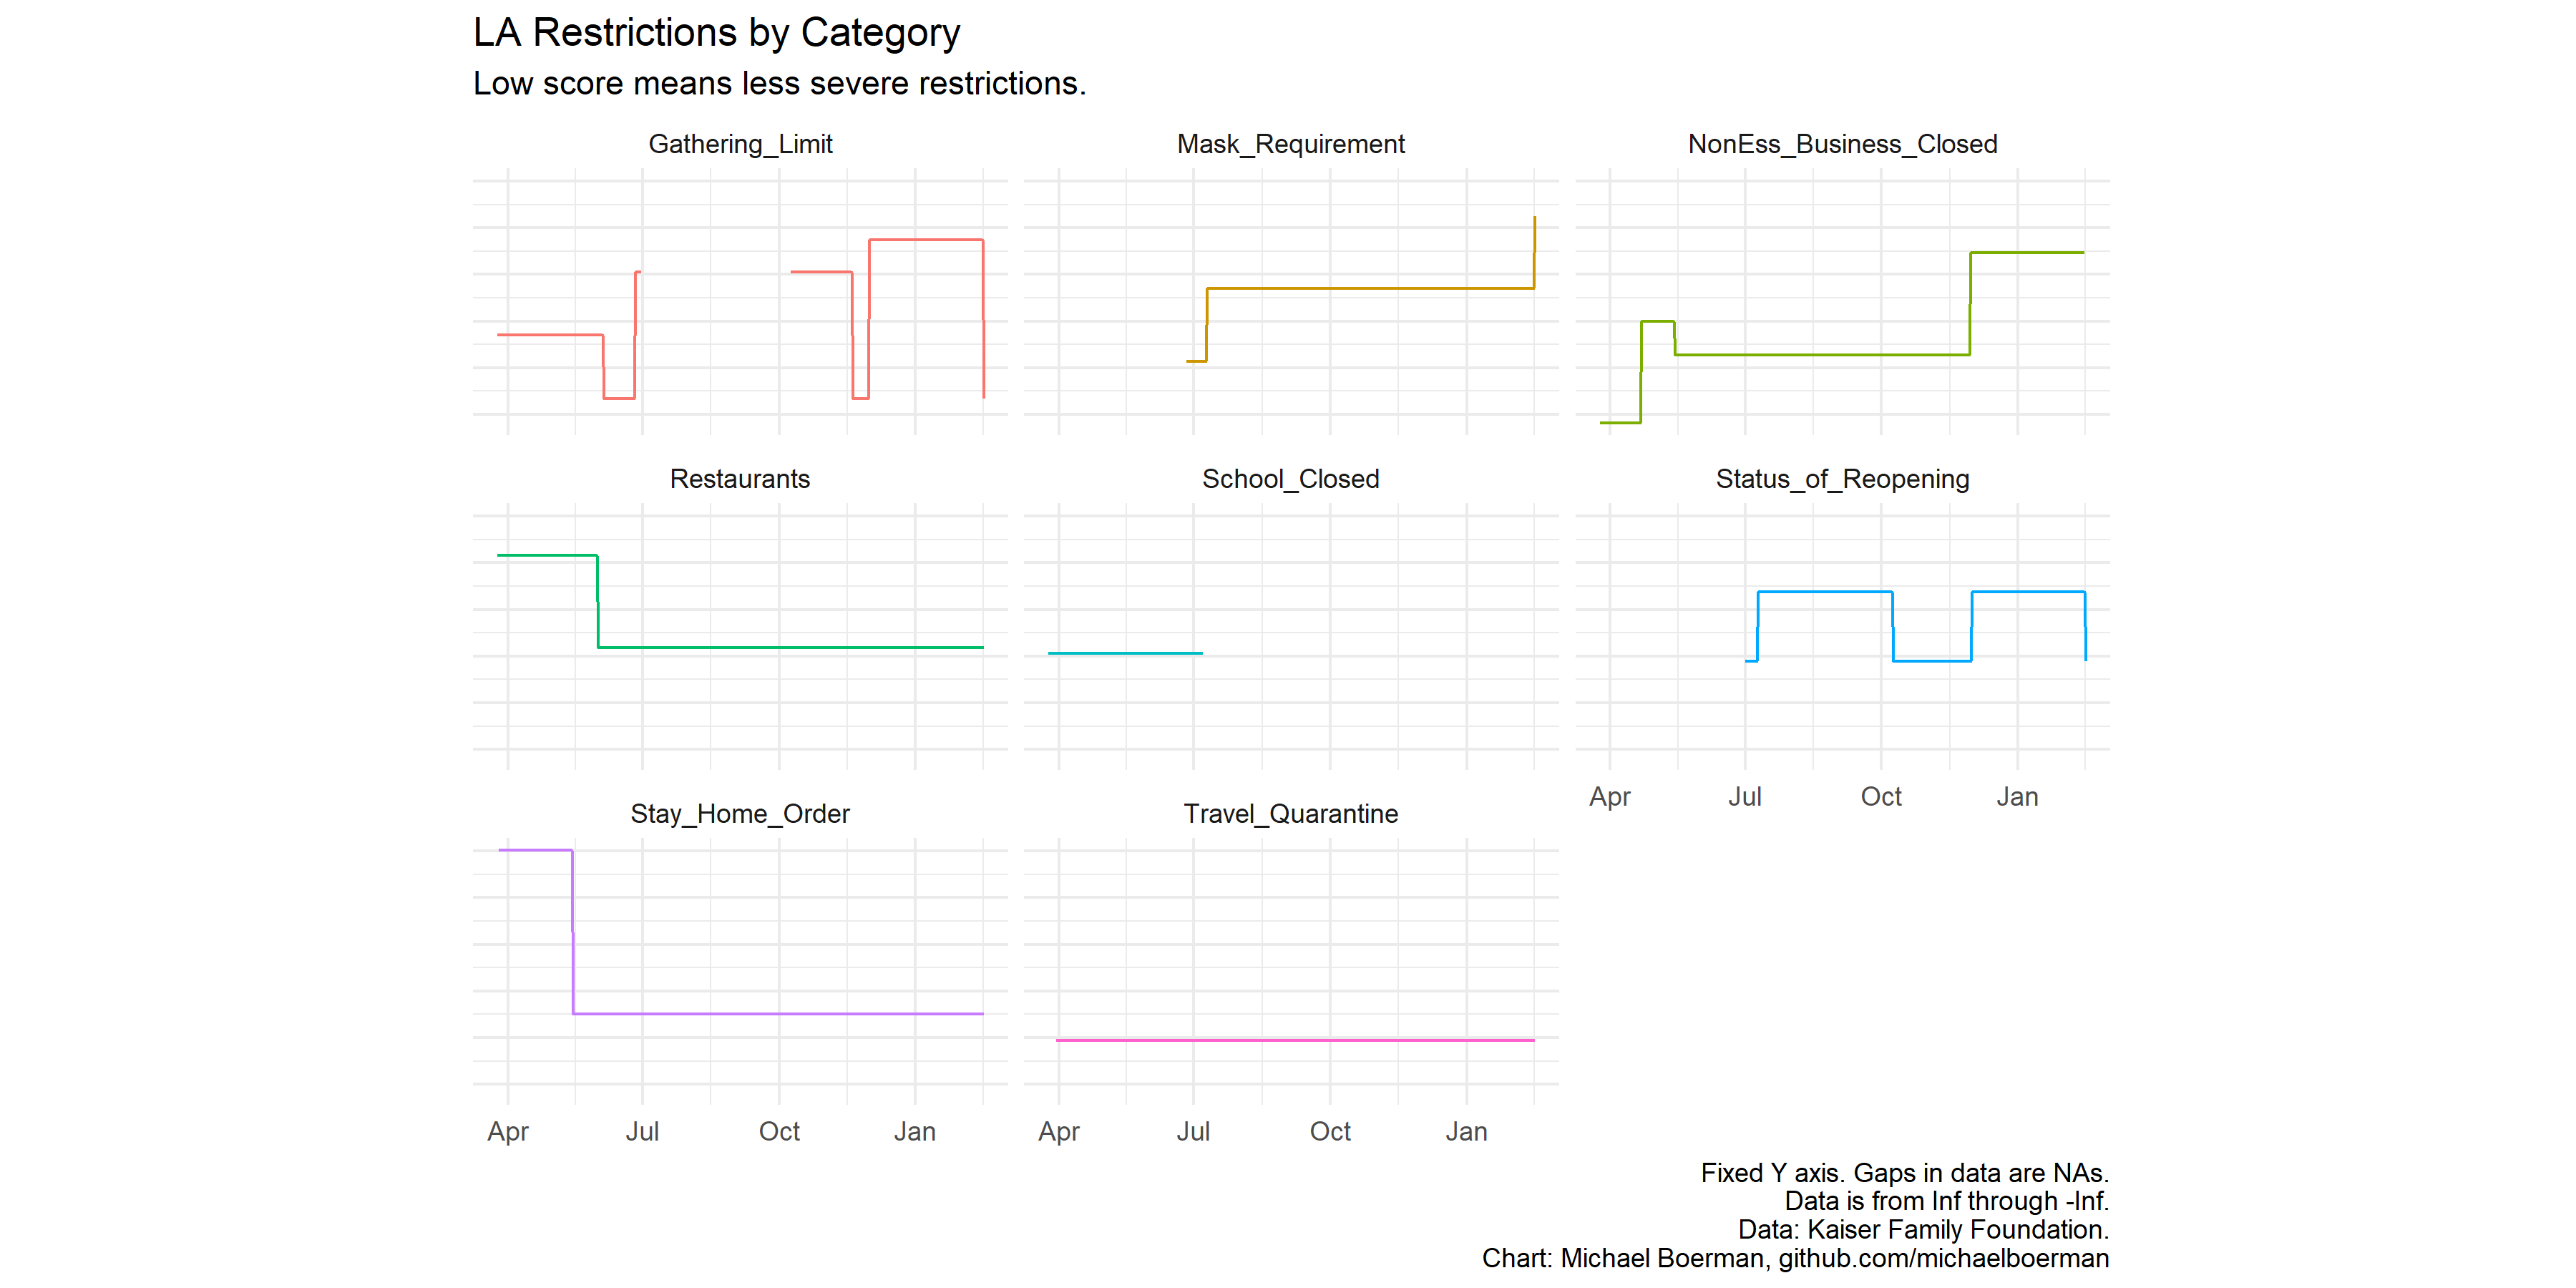 LA Restrictions by Category
Low score means less severe restrictions.
Gathering_Limit
Mask_Requirement
NonEss_Business_Closed
Restaurants
School_Closed
Status_of_Reopening
Apr Jul Oct Jan
Stay_Home_Order
Travel_Quarantine
Apr Jul Oct Jan
Apr Jul Oct Jan
Fixed Y axis. Gaps in data are NAs.
Data is from Inf through -Inf.
Data: Kaiser Family Foundation.
Chart: Michael Boerman, github.com/michaelboerman